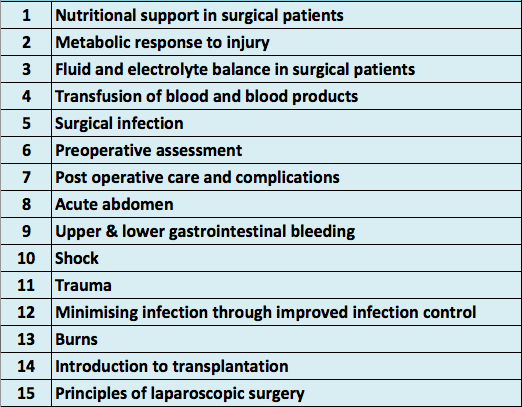 1 Nutritional support in surgical patients
2 Metabolic response to injury
3 Fluid and electrolyte balance in surgical patients
4 Transfusion of blood and blood products
5 Surgical infection
6 Preoperative assessment
7 Post operative care and complications
8 Acute abdomen
9 Upper & lower gastrointestinal bleeding
10 Shock
11 Trauma
12 Minimising infection through improved infection control
13 Burns
14 Introduction to transplantation
15 Principles of laparoscopic surgery